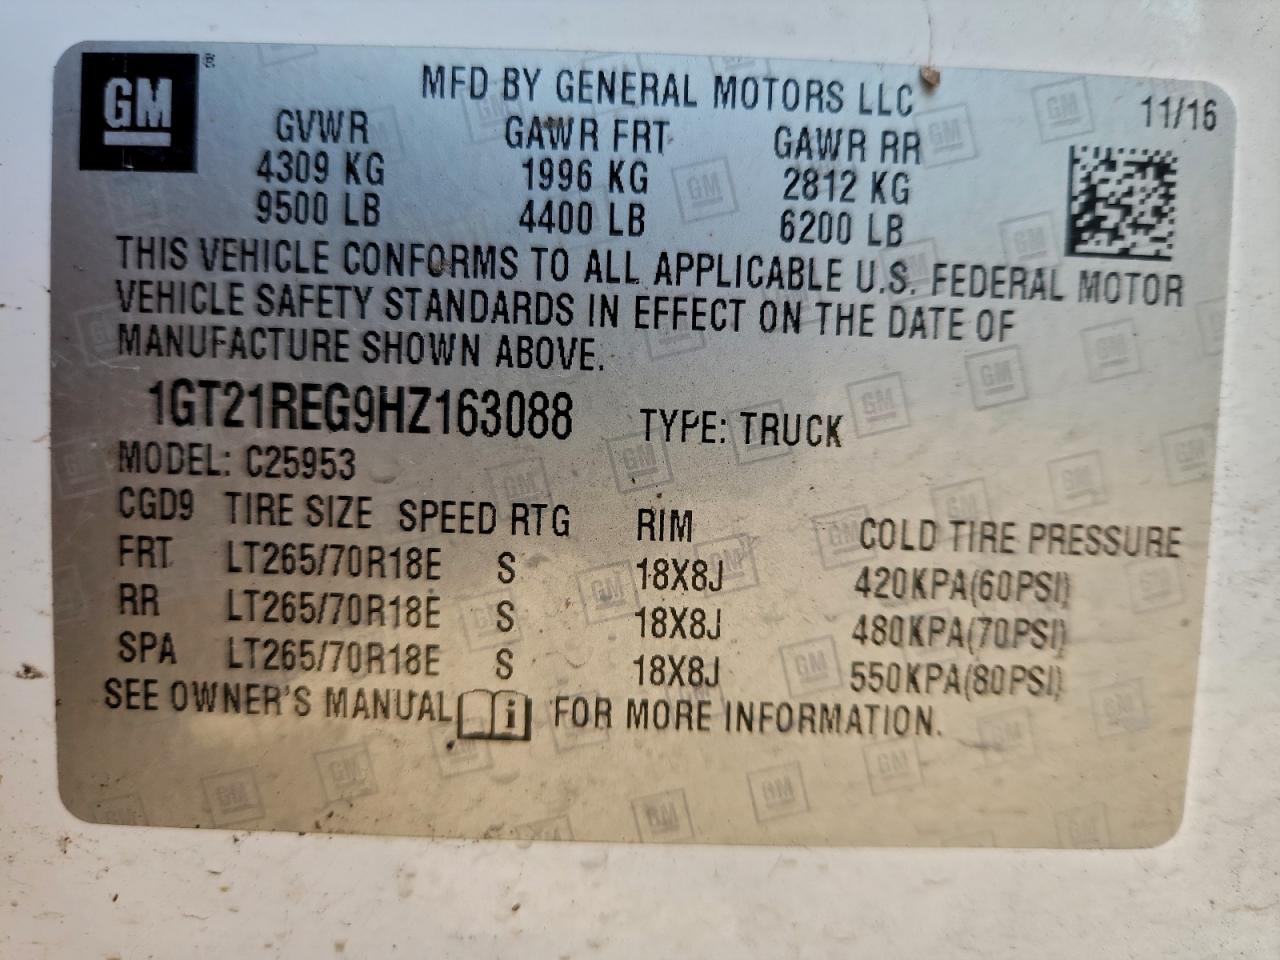 GM ®
MFD BY GENERAL MOTORS LLC 11/16
GVWR GAWR FRT GAWR RR
4309 KG 1996 KG 2812 KG
9500 LB 4400 LB 6200 LB
THIS VEHICLE CONFORMS TO ALL APPLICABLE U.S. FEDERAL MOTOR
VEHICLE SAFETY STANDARDS IN EFFECT ON THE DATE OF
MANUFACTURE SHOWN ABOVE.
1GT21REG9HZ163088 TYPE: TRUCK
MODEL: C25953
CGD9 TIRE SIZE SPEED RTG RIM COLD TIRE PRESSURE
FRT LT265/70R18E S 18X8J 420KPA(60PSI)
RR LT265/70R18E S 18X8J 480KPA(70PSI)
SPA LT265/70R18E S 18X8J 550KPA(80PSI)
SEE OWNER'S MANUAL i FOR MORE INFORMATION.